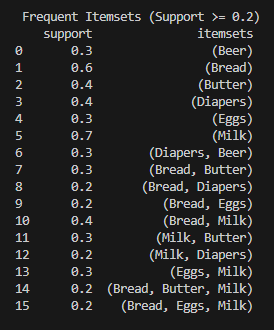 Frequent Itemsets (Support >= 0.2)
support itemsets
0 0.3 (Beer)
1 0.6 (Bread)
2 0.4 (Butter)
3 0.4 (Diapers)
4 0.3 (Eggs)
5 0.7 (Milk)
6 0.3 (Diapers, Beer)
7 0.3 (Bread, Butter)
8 0.2 (Bread, Diapers)
9 0.2 (Bread, Eggs)
10 0.4 (Bread, Milk)
11 0.3 (Milk, Butter)
12 0.2 (Milk, Diapers)
13 0.3 (Eggs, Milk)
14 0.2 (Bread, Butter, Milk)
15 0.2 (Bread, Eggs, Milk)